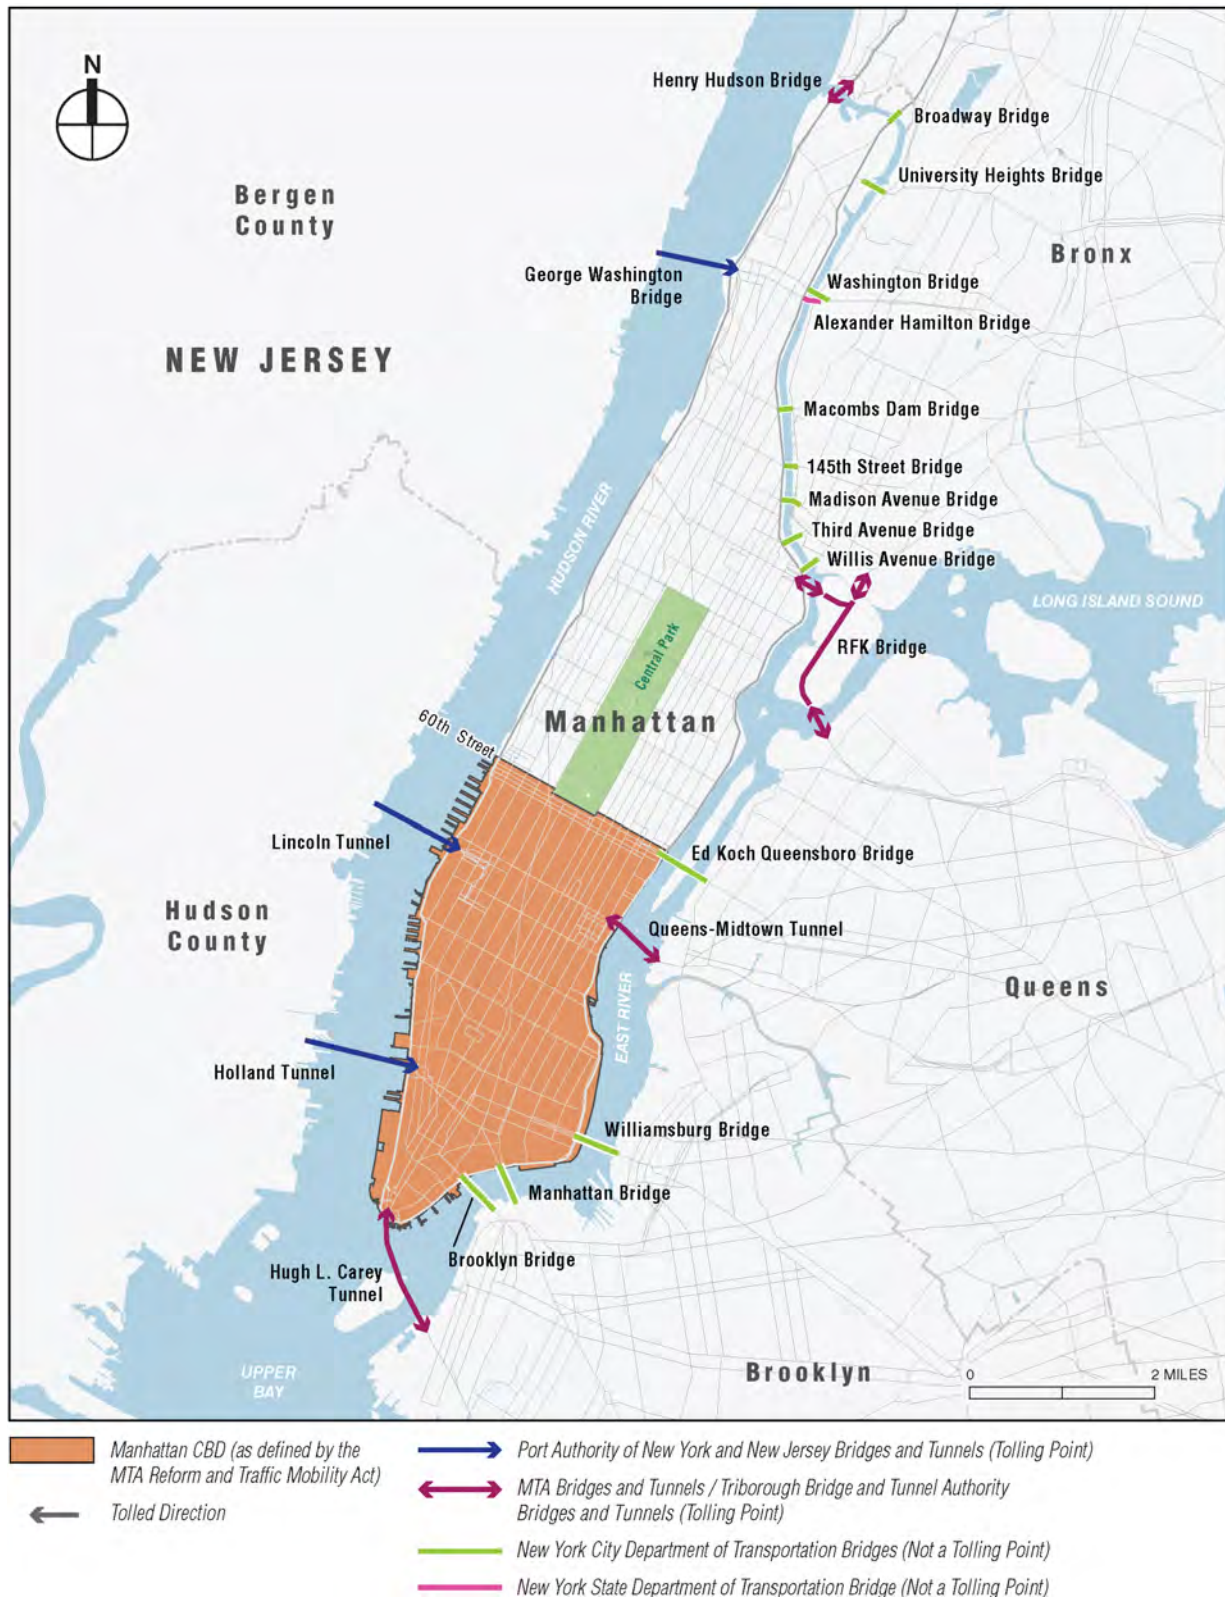 N
Henry Hudson Bridge
Broadway Bridge
University Heights Bridge
Bergen
County
Bronx
George Washington
Bridge
Washington Bridge
Alexander Hamilton Bridge
NEW JERSEY
Macombs Dam Bridge
145th Street Bridge
Madison Avenue Bridge
HUDSON RIVER
Third Avenue Bridge
Willis Avenue Bridge
LONG ISLAND SOUND
Central Park
RFK Bridge
60th Street
Manhattan
Lincoln Tunnel
Ed Koch Queensboro Bridge
Hudson
County
Queens-Midtown Tunnel
Queens
EAST RIVER
Holland Tunnel
Williamsburg Bridge
Manhattan Bridge
Brooklyn Bridge
Hugh L. Carey
Tunnel
UPPER
BAY
Brooklyn
0 2 MILES
Manhattan CBD (as defined by the
MTA Reform and Traffic Mobility Act)
Tolled Direction
Port Authority of New York and New Jersey Bridges and Tunnels (Tolling Point)
MTA Bridges and Tunnels / Triborough Bridge and Tunnel Authority
Bridges and Tunnels (Tolling Point)
New York City Department of Transportation Bridges (Not a Tolling Point)
New York State Department of Transportation Bridge (Not a Tolling Point)